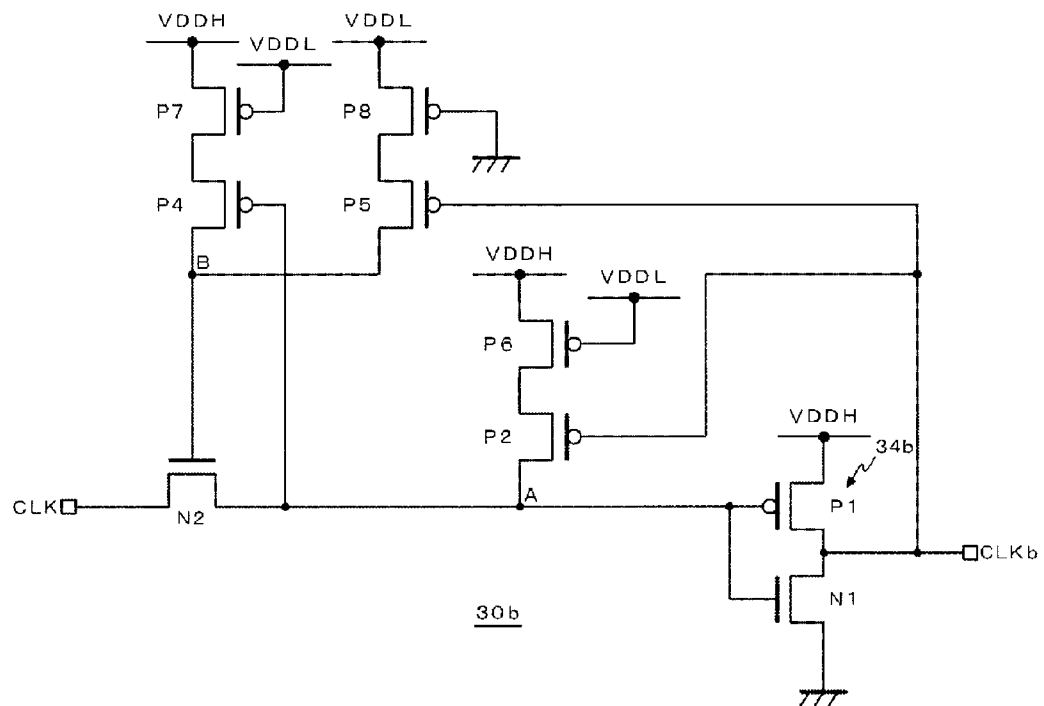 VDDH VDDL
VDDL
P7 P8
P4 P5
B
VDDH
VDDL
P6
P2
VDDH
34b
CLK N2 A P1
CLKb
N1
30b